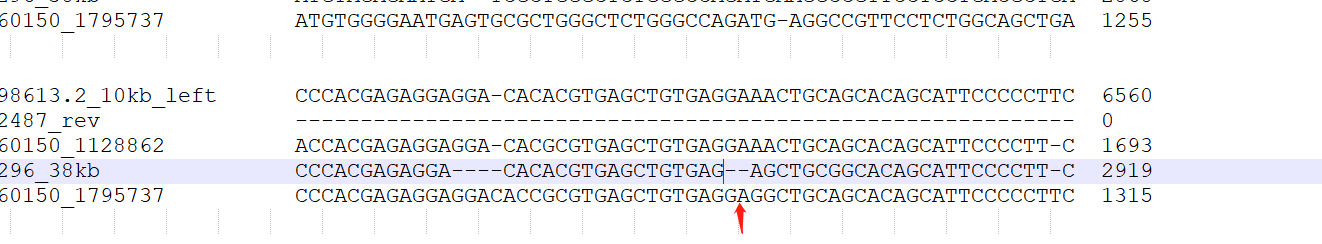 60150_1795737 ATGTGGGGAATGAGTGCGCTGGGCTCTGGGCCAGATG-AGGCCGTTCCTCTGGCAGCTGA 1255
98613.2_10kb_left CCCACGAGAGGAGGA-CACACGTGAGCTGTGAGGAAACTGCAGCACAGCATTCCCCCTTC 6560
2487_rev ------------------------------------------------------------ 0
60150_1128862 ACCACGAGAGGAGGA-CACGCGTGAGCTGTGAGGAAACTGCAGCACAGCATTCCCCTT-C 1693
296_38kb CCCACGAGAGGA----CACACGTGAGCTGTGAG--AGCTGCGGCACAGCATTCCCCTT-C 2919
60150_1795737 CCCACGAGAGGAGGACACCGCGTGAGCTGTGAGGAGGCTGCAGCACAGCATTCCCCCTTC 1315